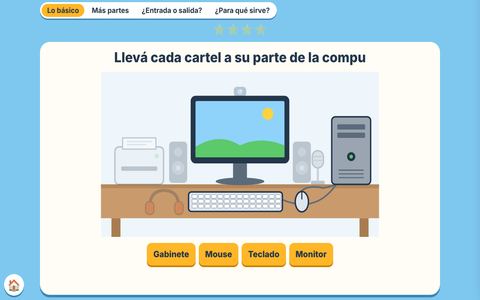 Lo básico Más partes ¿Entrada o salida? ¿Para qué sirve?
Llevá cada cartel a su parte de la compu
Gabinete Mouse Teclado Monitor